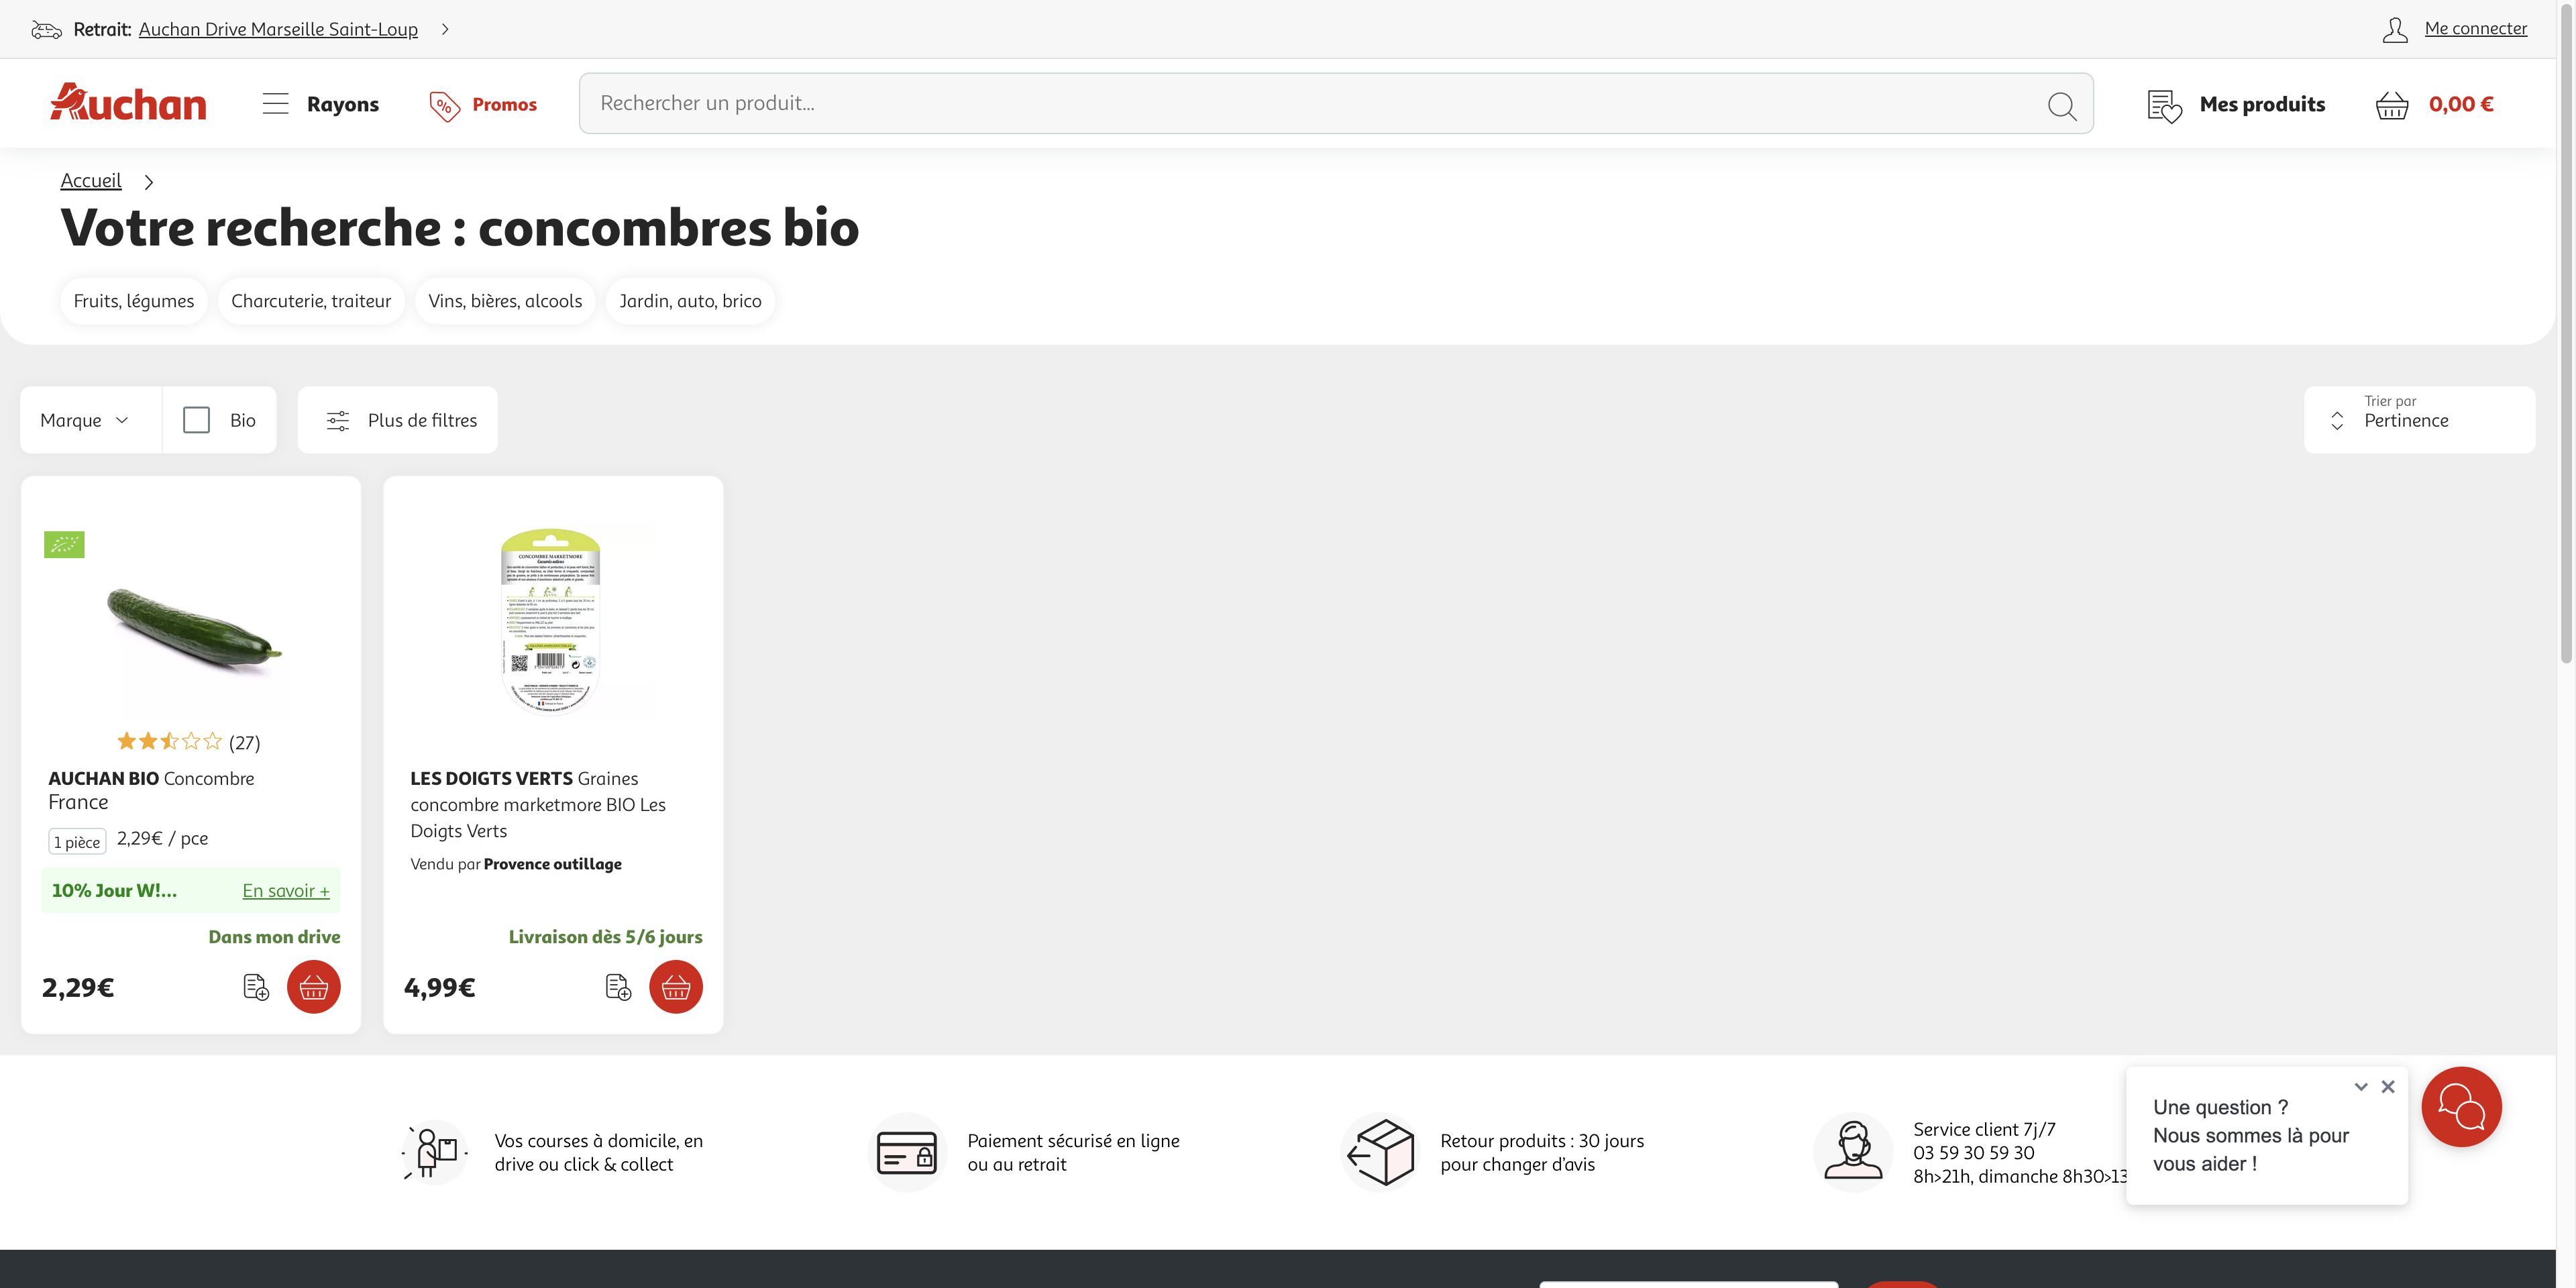 Retrait: Auchan Drive Marseille Saint-Loup
Me connecter
Auchan
Rayons
Promos
Rechercher un produit...
Mes produits
0,00 €
Accueil
Votre recherche : concombres bio
Fruits, légumes
Charcuterie, traiteur
Vins, bières, alcools
Jardin, auto, brico
Marque
Bio
Plus de filtres
Trier par
Pertinence
(27)
AUCHAN BIO Concombre
France
1 pièce 2,29€ / pce
10% Jour W!... En savoir +
Dans mon drive
2,29€
CONCOMBRE MARKETMORE
LES DOIGTS VERTS Graines
concombre marketmore BIO Les
Doigts Verts
Vendu par Provence outillage
Livraison dès 5/6 jours
4,99€
Vos courses à domicile, en
drive ou click & collect
Paiement sécurisé en ligne
ou au retrait
Retour produits : 30 jours
pour changer d'avis
Service client 7j/7
03 59 30 59 30
8h>21h, dimanche 8h30>13
Une question ?
Nous sommes là pour
vous aider !